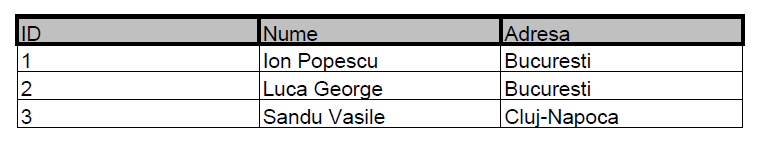 ID Nume Adresa
1 Ion Popescu Bucuresti
2 Luca George Bucuresti
3 Sandu Vasile Cluj-Napoca